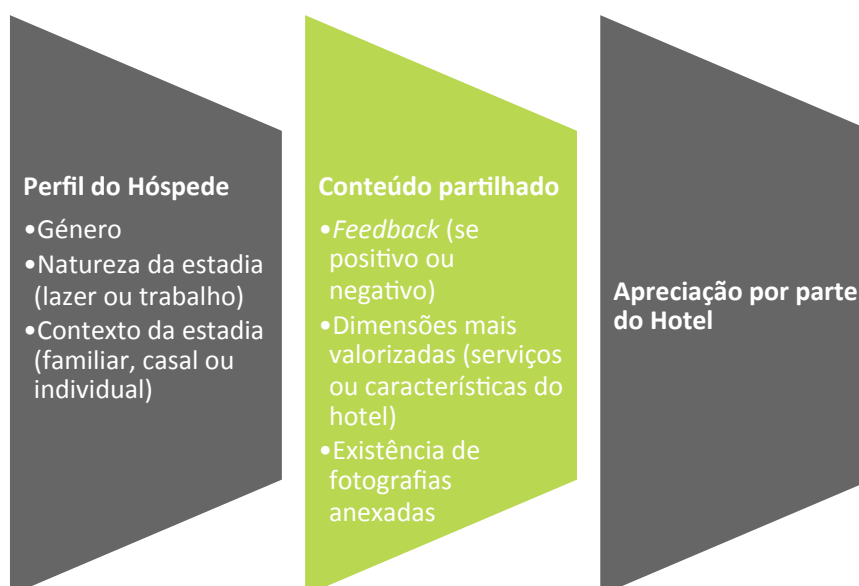 Perfil do Hóspede
•Género
•Natureza da estadia
(lazer ou trabalho)
•Contexto da estadia
(familiar, casal ou
individual)
Conteúdo partilhado
•Feedback (se
positivo ou
negativo)
•Dimensões mais
valorizadas (serviços
ou características do
hotel)
•Existência de
fotografias
anexadas
Apreciação por parte
do Hotel